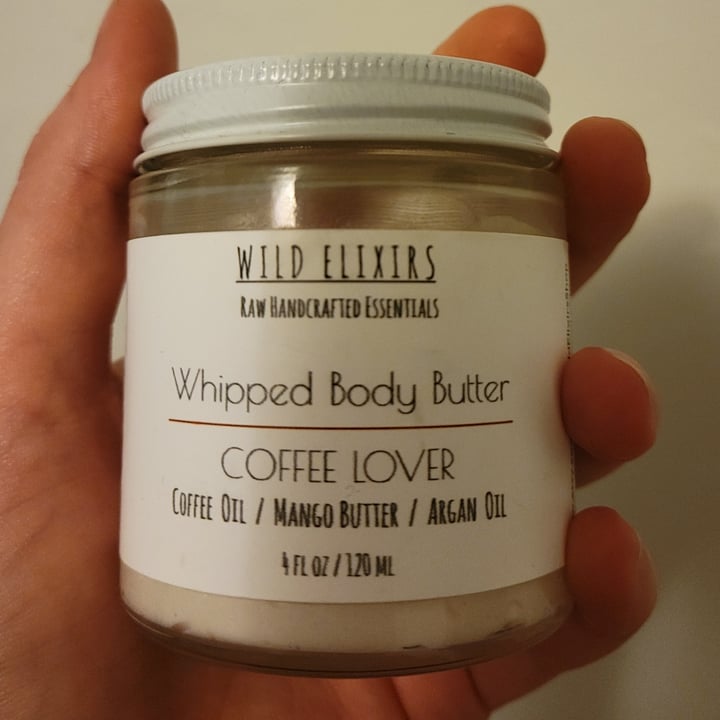 WILD ELIXIRS
RAW HANDCRAFTED ESSENTIALS
Whipped Body Butter
COFFEE LOVER
COFFEE OIL / MANGO BUTTER / ARGAN OIL
4 FL OZ / 120 ML